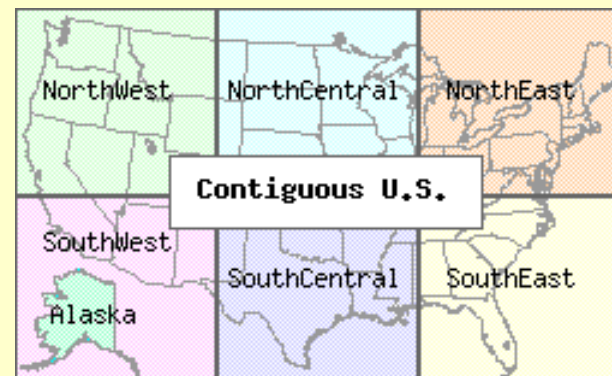 NorthWest
NorthCentral
NorthEast
Contiguous U.S.
SouthWest
SouthCentral
SouthEast
Alaska